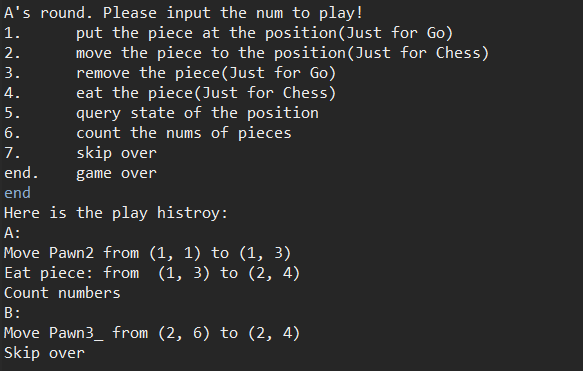 A's round. Please input the num to play!
1. put the piece at the position(Just for Go)
2. move the piece to the position(Just for Chess)
3. remove the piece(Just for Go)
4. eat the piece(Just for Chess)
5. query state of the position
6. count the nums of pieces
7. skip over
end. game over
end
Here is the play histroy:
A:
Move Pawn2 from (1, 1) to (1, 3)
Eat piece: from  (1, 3) to (2, 4)
Count numbers
B:
Move Pawn3_ from (2, 6) to (2, 4)
Skip over